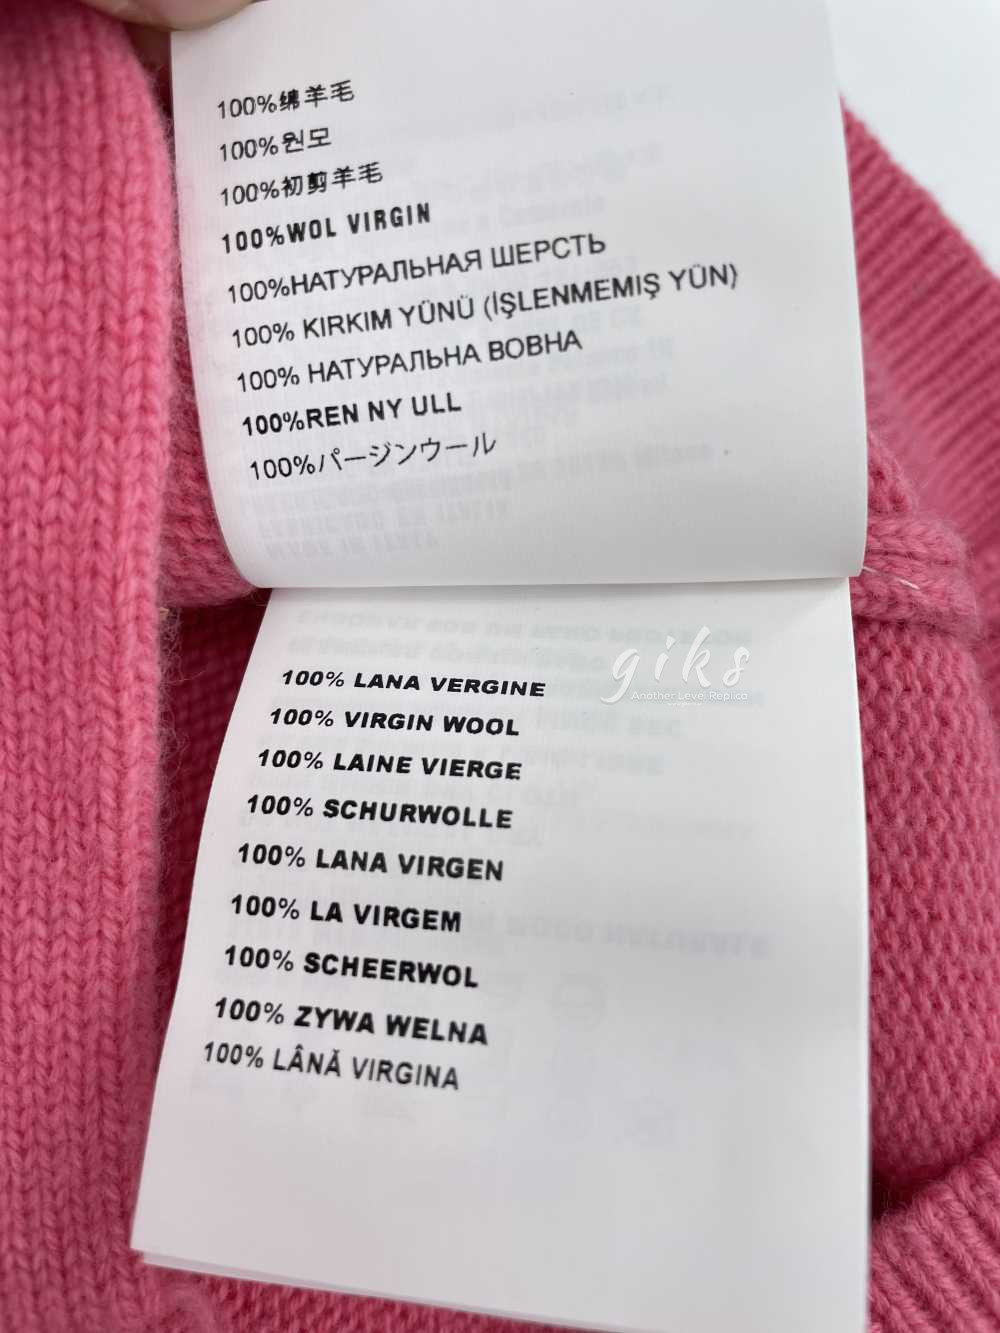 100%绵羊毛
100%원모
100%初剪羊毛
100%WOL VIRGIN
100%НАТУРАЛЬНАЯ ШЕРСТЬ
100% KIRKIM YÜNÜ (İŞLENMEMIŞ YÜN)
100% НАТУРАЛЬНА ВОВНА
100%REN NY ULL
100%バージンウール
100% LANA VERGINE
100% VIRGIN WOOL
100% LAINE VIERGE
100% SCHURWOLLE
100% LANA VIRGEN
100% LA VIRGEM
100% SCHEERWOL
100% ZYWA WELNA
100% LÂNĂ VIRGINA
giks
Another Level Replica